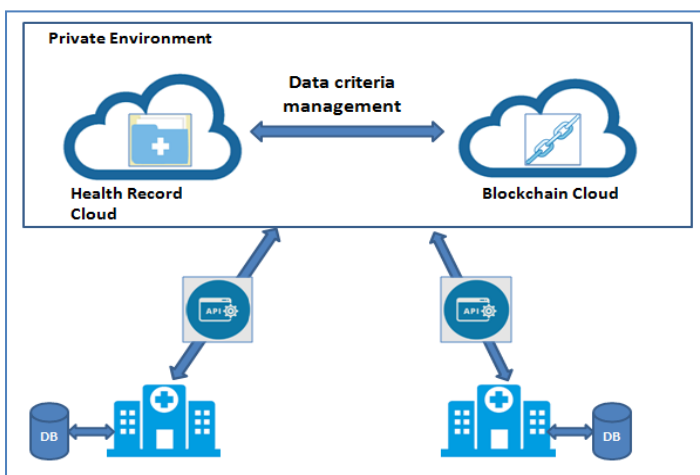 Private Environment
Data criteria
management
Health Record
Cloud
Blockchain Cloud
API
API
DB
DB